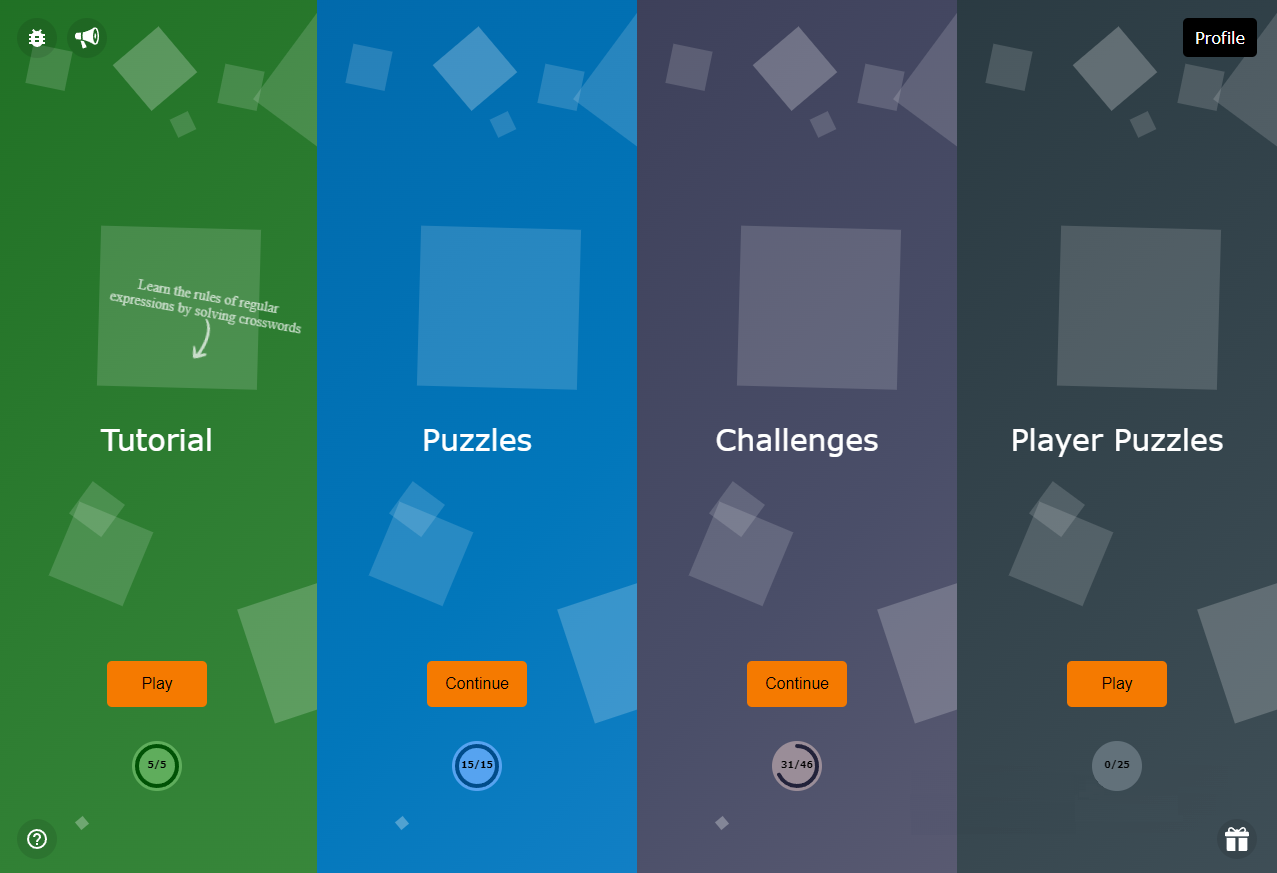 Profile
Learn the rules of regular
expressions by solving crosswords
Tutorial
Puzzles
Challenges
Player Puzzles
Play
Continue
Continue
Play
5/5
15/15
31/46
0/25